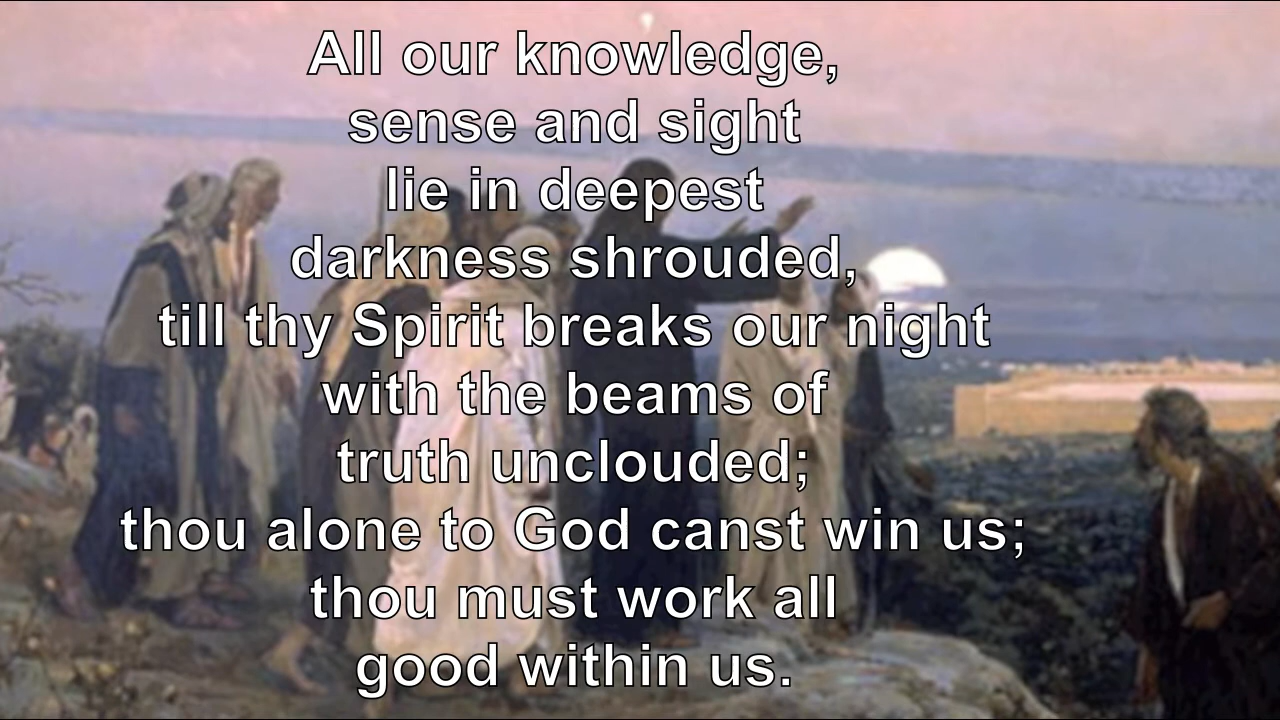 All our knowledge,
sense and sight
lie in deepest
darkness shrouded,
till thy Spirit breaks our night
with the beams of
truth unclouded;
thou alone to God canst win us;
thou must work all
good within us.